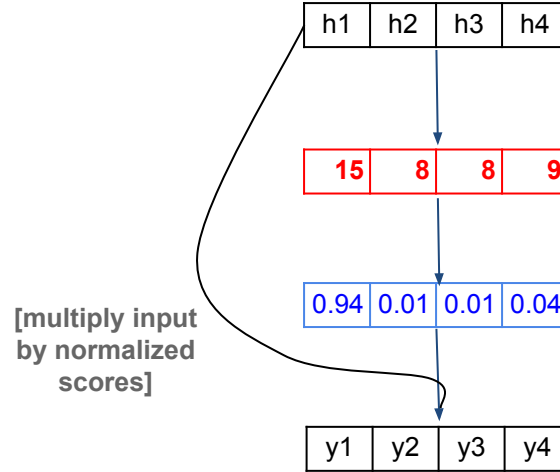 h1 h2 h3 h4
15 8 8 9
0.94 0.01 0.01 0.04
[multiply input
by normalized
scores]
y1 y2 y3 y4